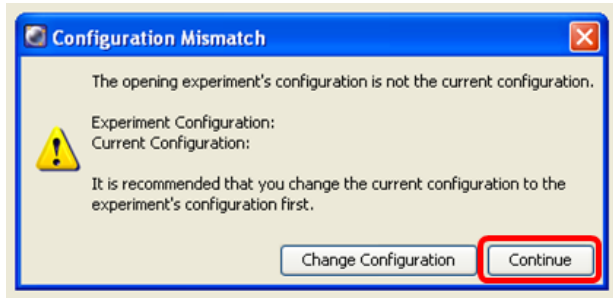 Configuration Mismatch
The opening experiment's configuration is not the current configuration.
Experiment Configuration:
Current Configuration:
It is recommended that you change the current configuration to the
experiment's configuration first.
Change Configuration
Continue